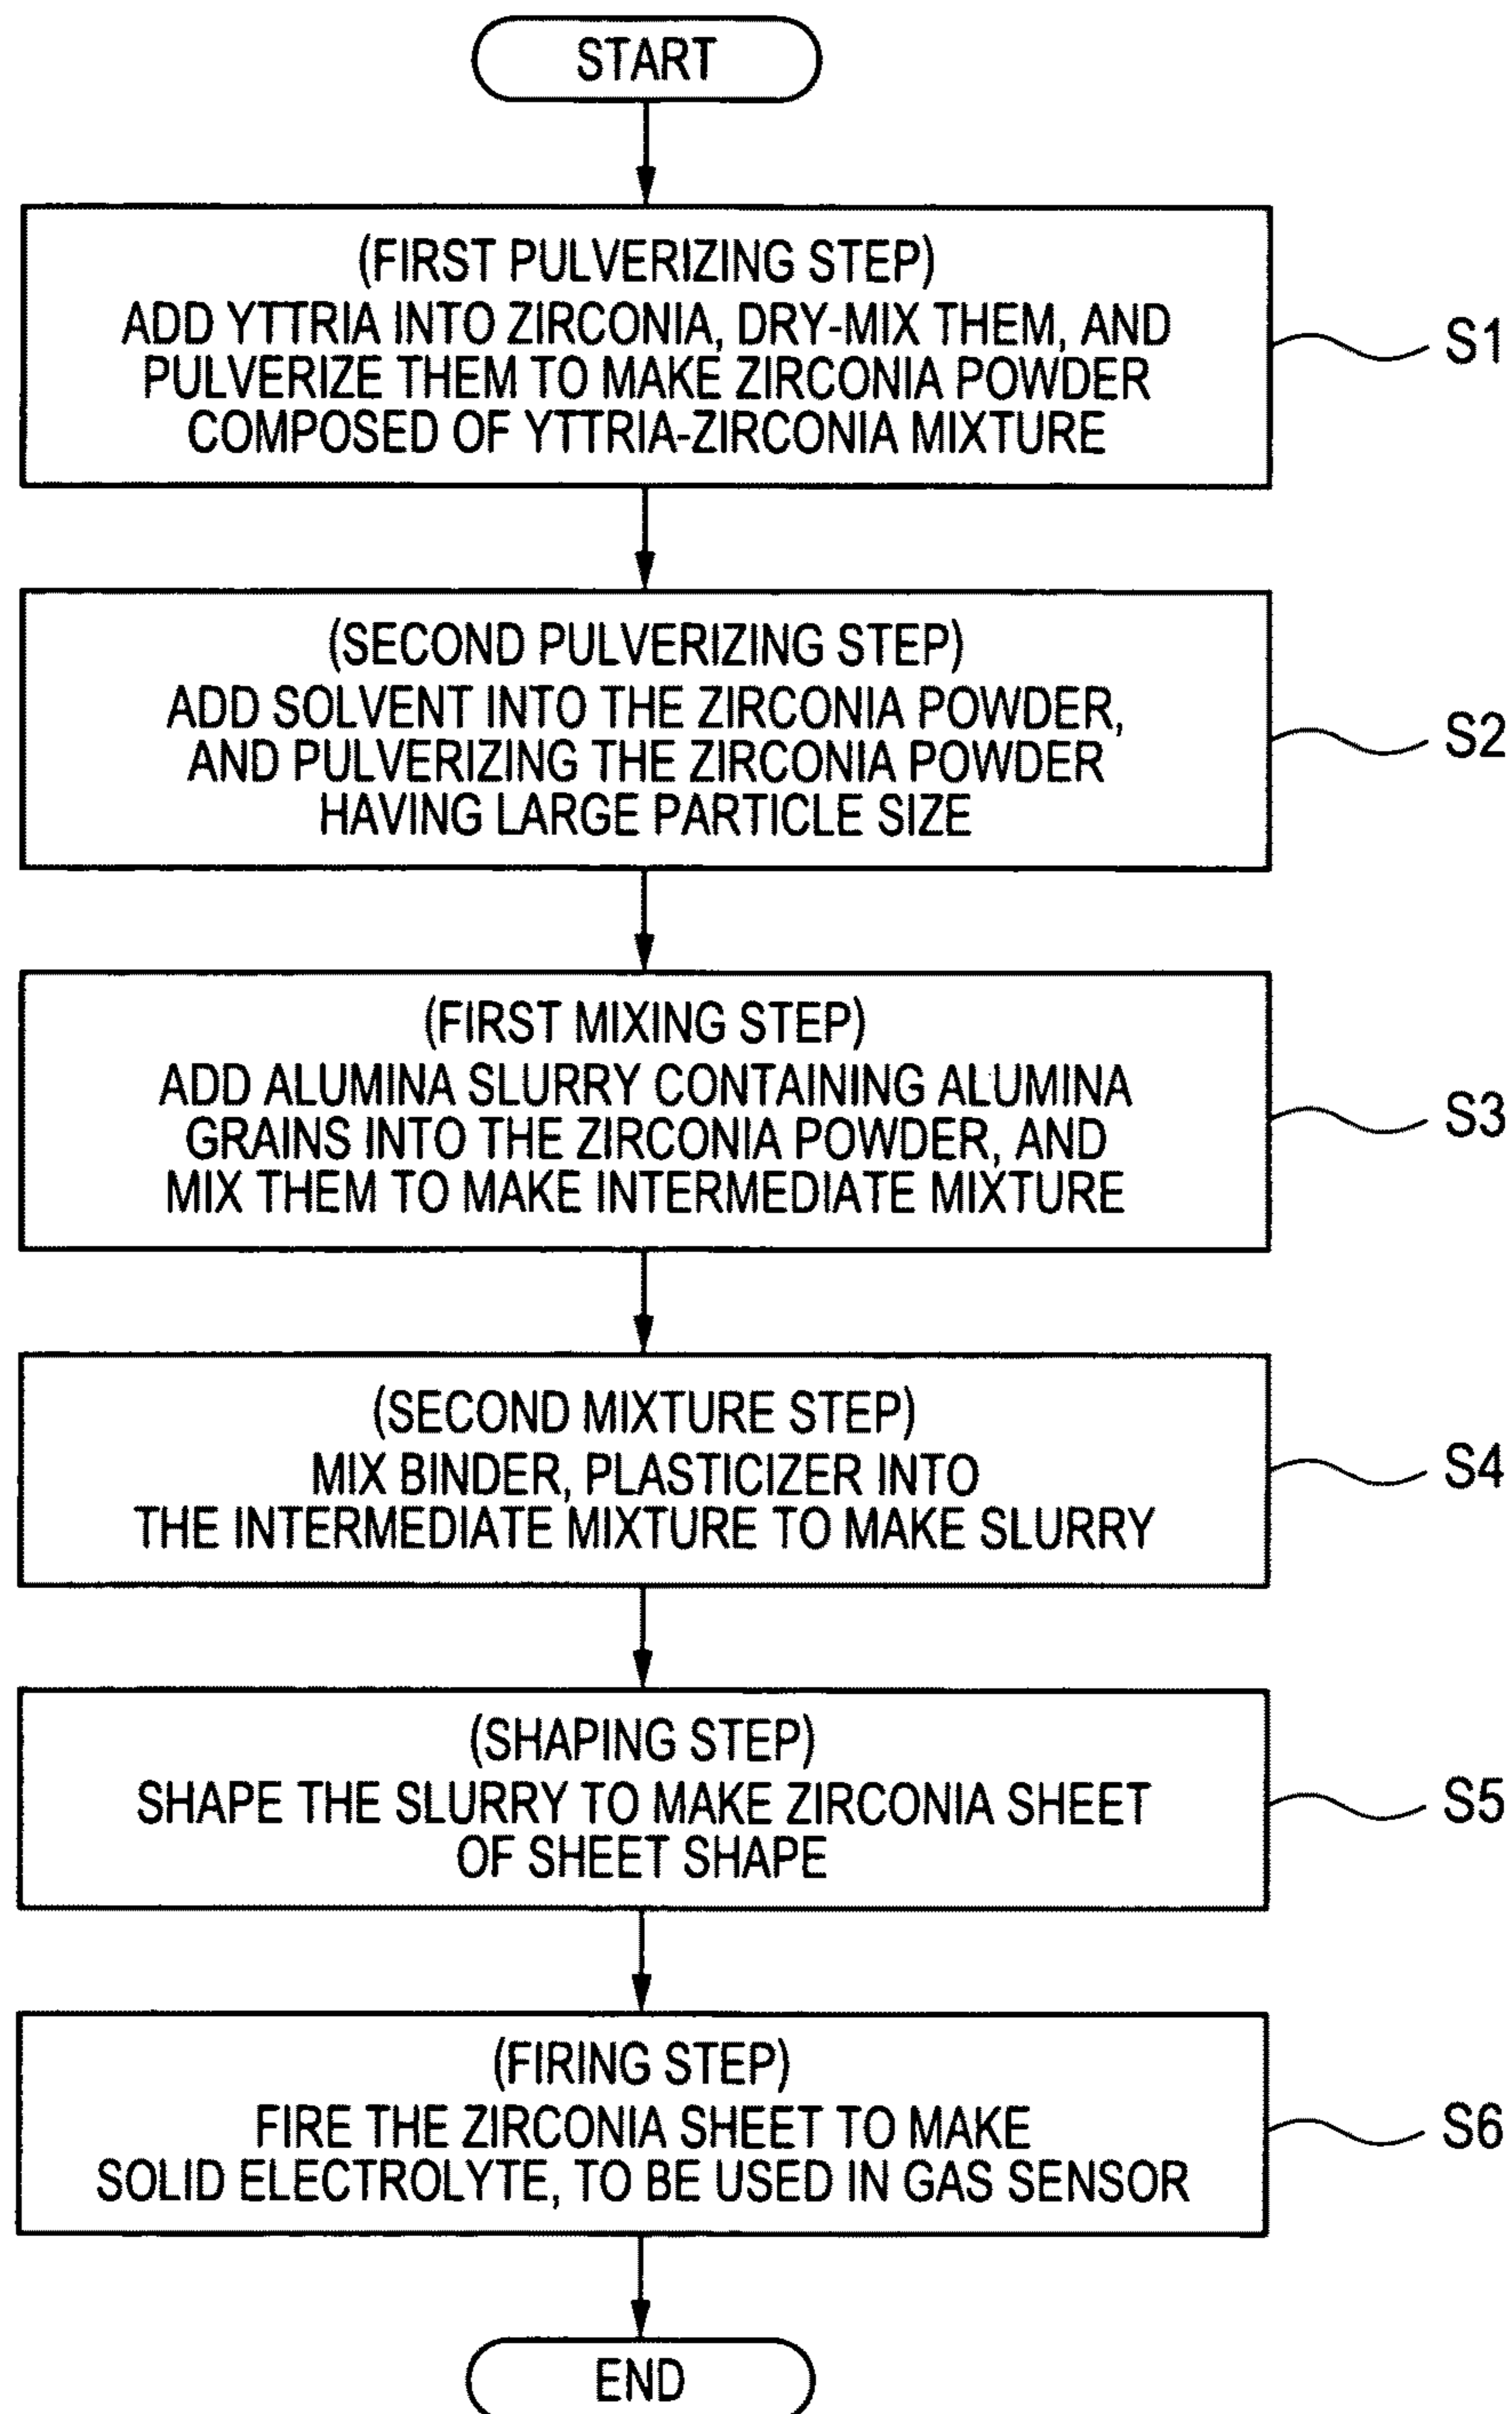 START
(FIRST PULVERIZING STEP)
ADD YTTRIA INTO ZIRCONIA, DRY-MIX THEM, AND
PULVERIZE THEM TO MAKE ZIRCONIA POWDER
COMPOSED OF YTTRIA-ZIRCONIA MIXTURE
S1
(SECOND PULVERIZING STEP)
ADD SOLVENT INTO THE ZIRCONIA POWDER,
AND PULVERIZING THE ZIRCONIA POWDER
HAVING LARGE PARTICLE SIZE
S2
(FIRST MIXING STEP)
ADD ALUMINA SLURRY CONTAINING ALUMINA
GRAINS INTO THE ZIRCONIA POWDER, AND
MIX THEM TO MAKE INTERMEDIATE MIXTURE
S3
(SECOND MIXTURE STEP)
MIX BINDER, PLASTICIZER INTO
THE INTERMEDIATE MIXTURE TO MAKE SLURRY
S4
(SHAPING STEP)
SHAPE THE SLURRY TO MAKE ZIRCONIA SHEET
OF SHEET SHAPE
S5
(FIRING STEP)
FIRE THE ZIRCONIA SHEET TO MAKE
SOLID ELECTROLYTE, TO BE USED IN GAS SENSOR
S6
END